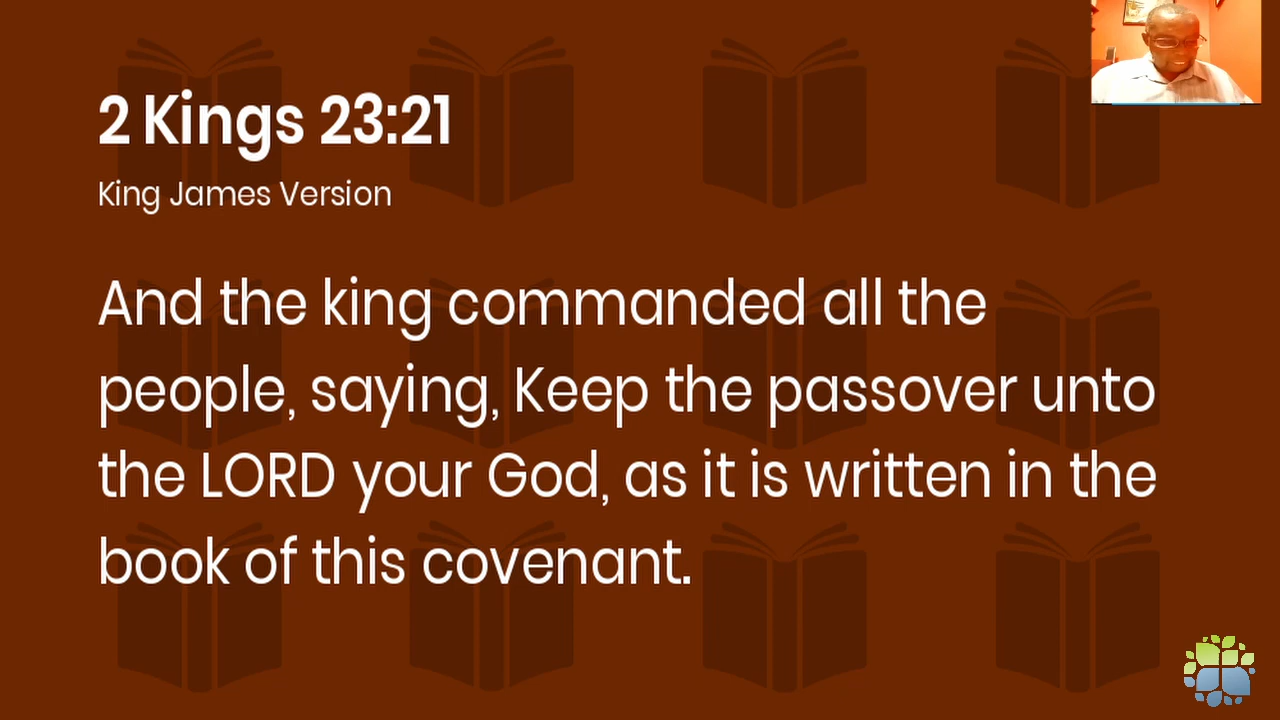 2 Kings 23:21
King James Version
And the king commanded all the
people, saying, Keep the passover unto
the LORD your God, as it is written in the
book of this covenant.